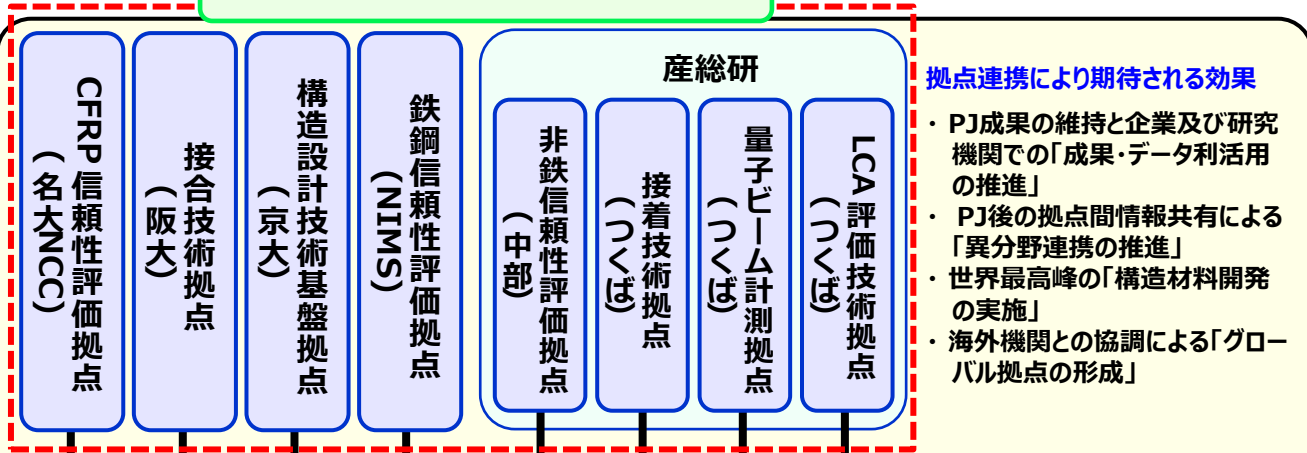 CFRP信頼性評価拠点
(名大NCC)
接合技術拠点
(阪大)
構造設計技術基盤拠点
(京大)
鉄鋼信頼性評価拠点
(NIMS)
産総研
非鉄信頼性評価拠点
(中部)
接着技術拠点
(つくば)
量子ビーム計測拠点
(つくば)
LCA評価技術拠点
(つくば)
拠点連携により期待される効果
・ PJ成果の維持と企業及び研究
機関での「成果・データ利活用
の推進」
・ PJ後の拠点間情報共有による
「異分野連携の推進」
・ 世界最高峰の「構造材料開発
の実施」
・ 海外機関との協調による「グロー
バル拠点の形成」